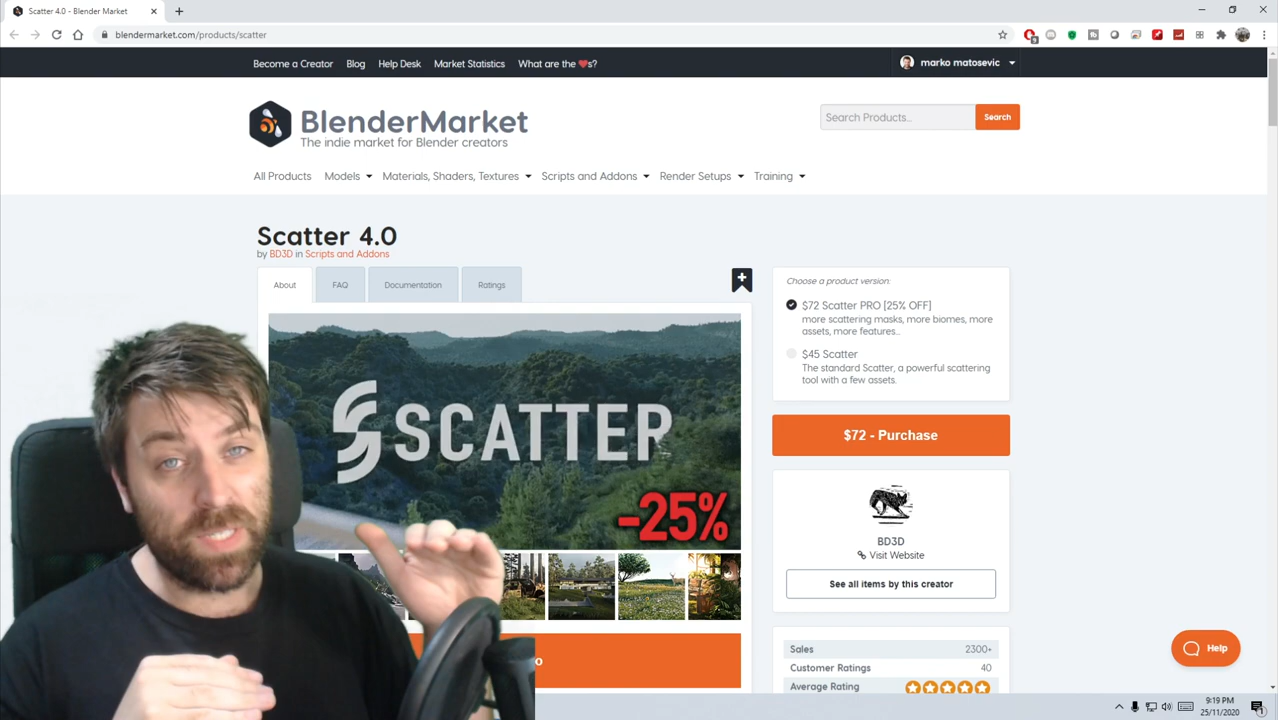 Scatter 4.0 - Blender Market
blendermarket.com/products/scatter
Become a Creator
Blog
Help Desk
Market Statistics
What are the ❤s?
marko matosevic
BlenderMarket
The indie market for Blender creators
Search Products...
Search
All Products
Models
Materials, Shaders, Textures
Scripts and Addons
Render Setups
Training
Scatter 4.0
by BD3D in Scripts and Addons
About
FAQ
Documentation
Ratings
SCATTER
-25%
Choose a product version:
$72 Scatter PRO [25% OFF]
more scattering masks, more biomes, more
assets, more features..
$45 Scatter
The standard Scatter, a powerful scattering
tool with a few assets.
$72 - Purchase
BD3D
Visit Website
See all items by this creator
Sales 2300+
Customer Ratings 40
Average Rating
Help
9:19 PM
25/11/2020